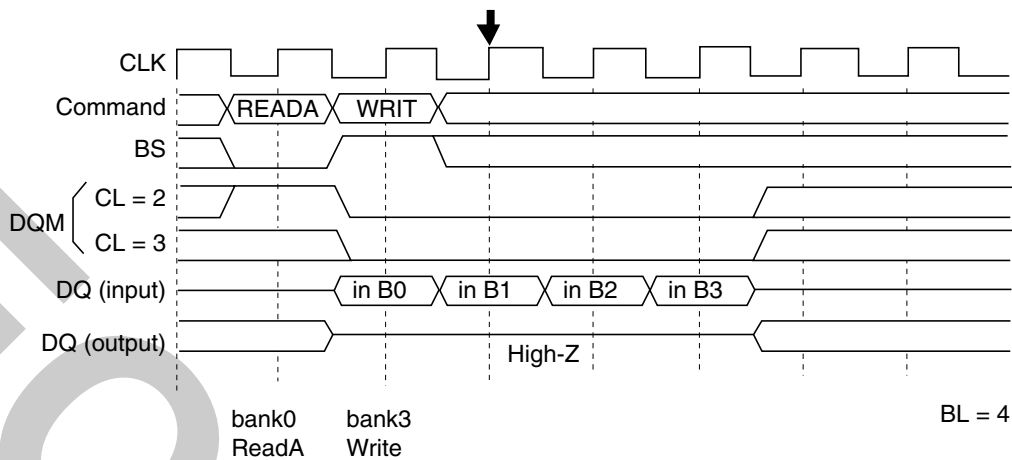 CLK
Command READA WRIT
BS
DQM
CL = 2
CL = 3
DQ (input) in B0 in B1 in B2 in B3
DQ (output) High-Z
bank0 bank3 BL = 4
ReadA Write